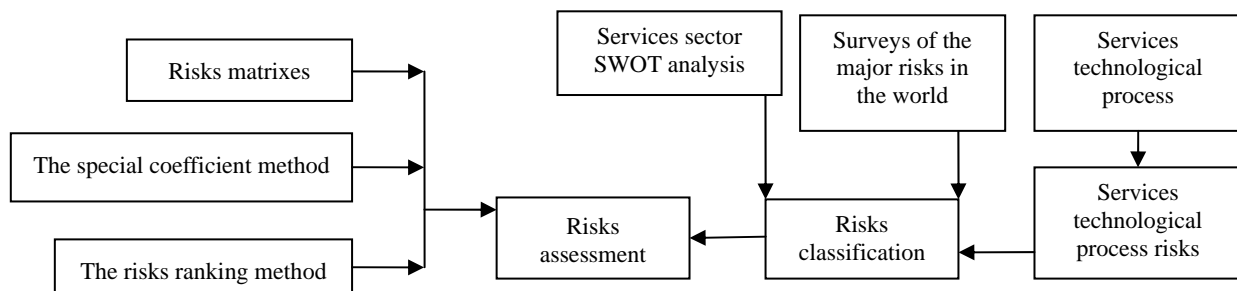 Risks matrixes
The special coefficient method
The risks ranking method
Services sector
SWOT analysis
Surveys of the
major risks in
the world
Services
technological
process
Risks
assessment
Risks
classification
Services
technological
process risks